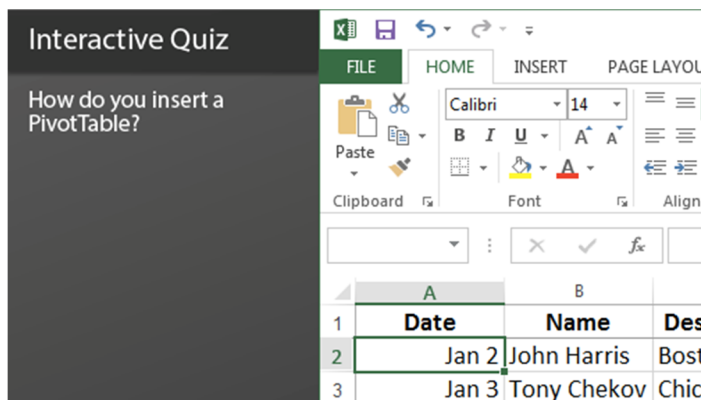 Interactive Quiz
How do you insert a
PivotTable?
FILE HOME INSERT PAGE LAYOU
Calibri 14
Paste
B I U A A
A
Clipboard Font Align
fx
A B
1 Date Name Des
2 Jan 2 John Harris Bost
3 Jan 3 Tony Chekov Chic